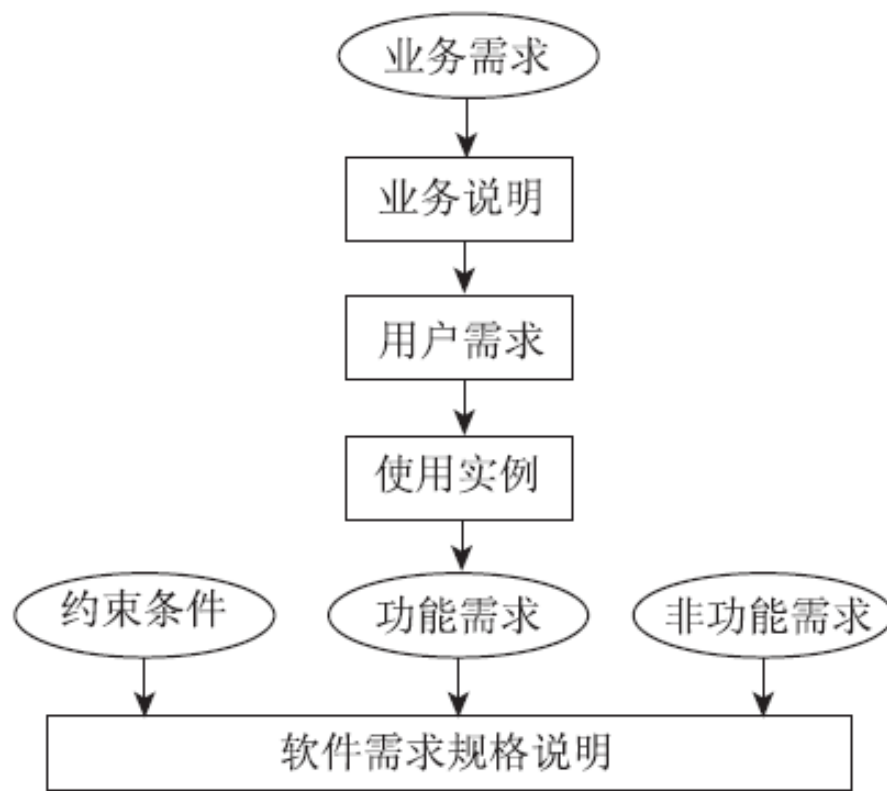 业务需求
业务说明
用户需求
使用实例
约束条件
功能需求
非功能需求
软件需求规格说明